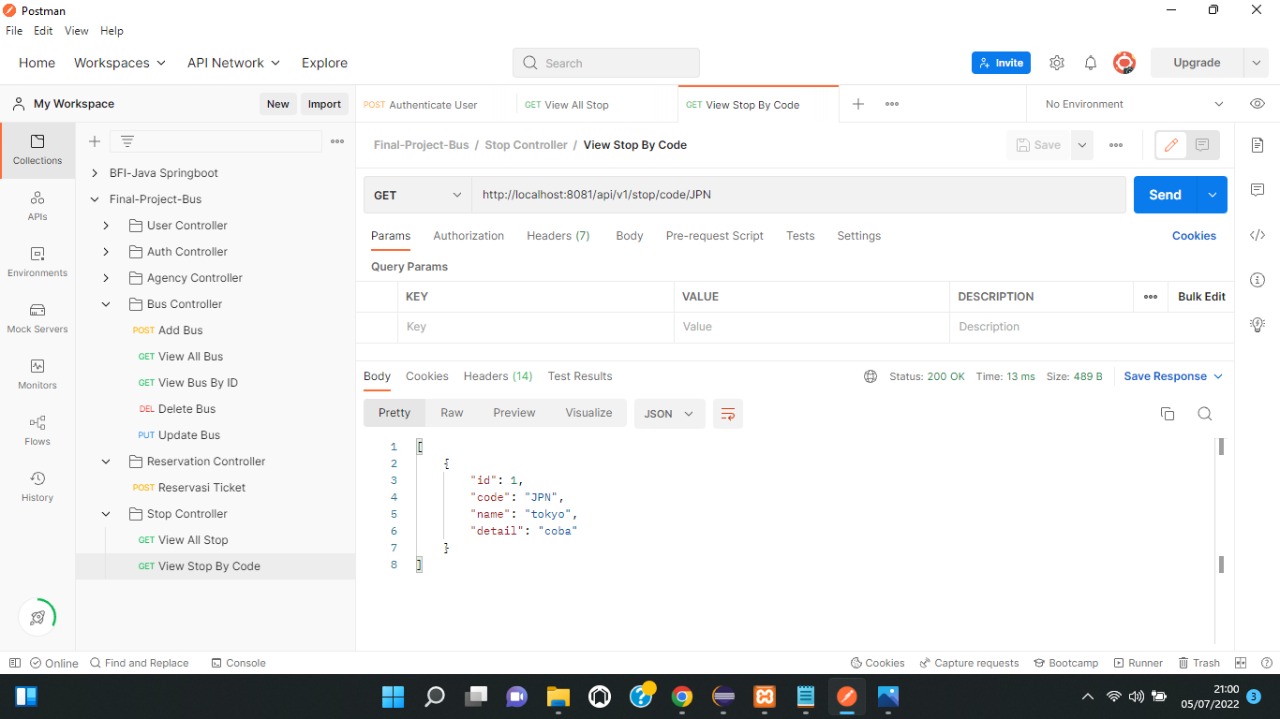 Postman
File Edit View Help
Home Workspaces API Network Explore Search Invite Upgrade
My Workspace New Import
POST Authenticate User GET View All Stop GET View Stop By Code No Environment
Collections
APIs
Environments
Mock Servers
Monitors
Flows
History
BFI-Java Springboot
Final-Project-Bus
User Controller
Auth Controller
Agency Controller
Bus Controller
POST Add Bus
GET View All Bus
GET View Bus By ID
DEL Delete Bus
PUT Update Bus
Reservation Controller
POST Reservasi Ticket
Stop Controller
GET View All Stop
GET View Stop By Code
Final-Project-Bus / Stop Controller / View Stop By Code Save
GET http://localhost:8081/api/v1/stop/code/JPN Send
Params Authorization Headers (7) Body Pre-request Script Tests Settings Cookies
Query Params
KEY VALUE DESCRIPTION Bulk Edit
Key Value Description
Body Cookies Headers (14) Test Results Status: 200 OK Time: 13 ms Size: 489 B Save Response
Pretty Raw Preview Visualize JSON
1 [
2 {
3 "id": 1,
4 "code": "JPN",
5 "name": "tokyo",
6 "detail": "coba"
7 }
8 ]
Online Find and Replace Console Cookies Capture requests Bootcamp Runner Trash
21:00
05/07/2022 3